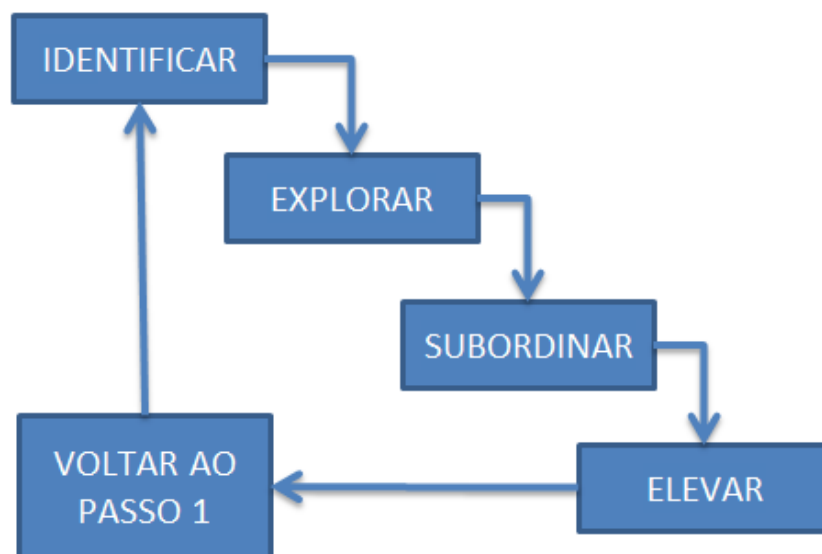 IDENTIFICAR
EXPLORAR
SUBORDINAR
ELEVAR
VOLTAR AO
PASSO 1